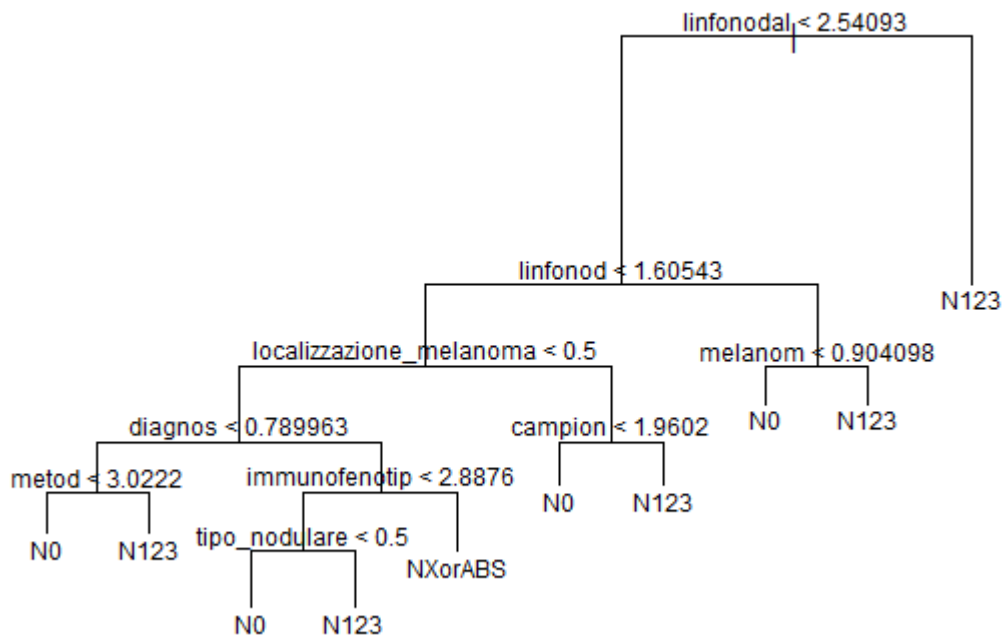 linfonodal < 2.54093
linfonod < 1.60543
N123
localizzazione_melanoma < 0.5
melanom < 0.904098
diagnos < 0.789963
campion < 1.9602
N0
N123
metod < 3.0222
immunofenotip < 2.8876
N0
N123
N0
N123
tipo_nodulare < 0.5
NXorABS
N0
N123